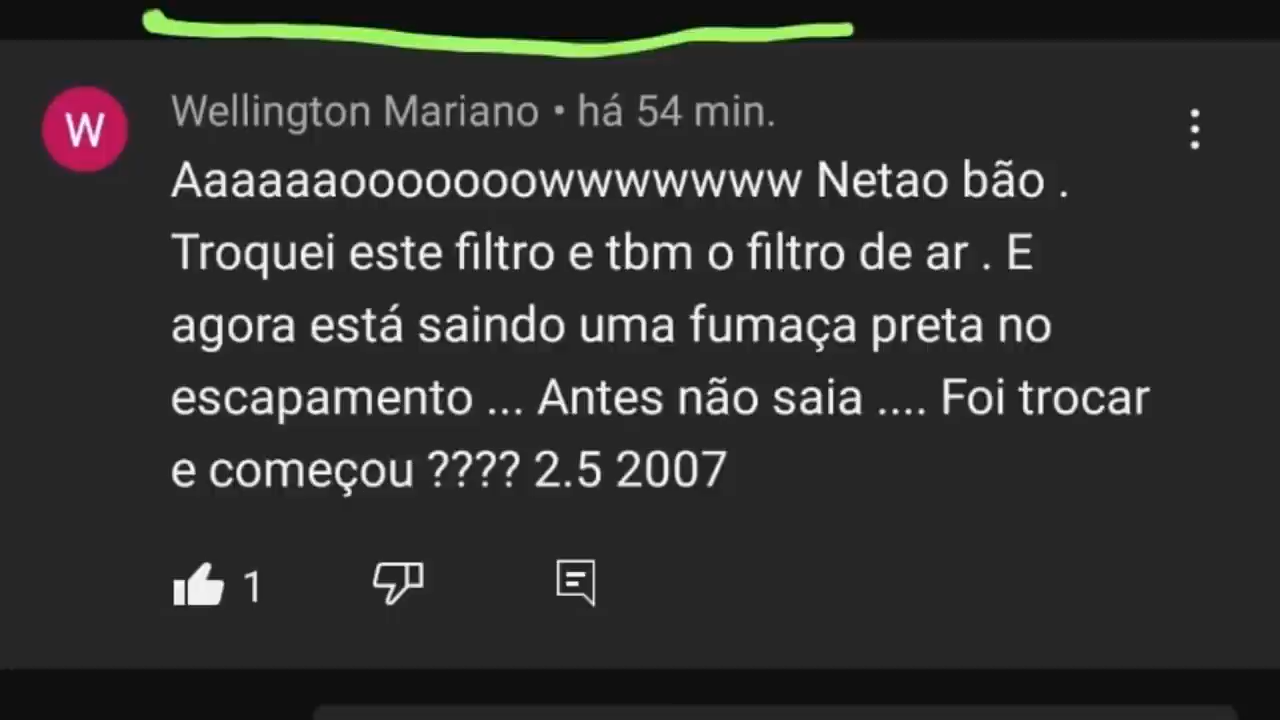 W
Wellington Mariano • há 54 min.
Aaaaaaooooooowwwwwww Netao bão .
Troquei este filtro e tbm o filtro de ar . E
agora está saindo uma fumaça preta no
escapamento ... Antes não saia .... Foi trocar
e começou ???? 2.5 2007
1